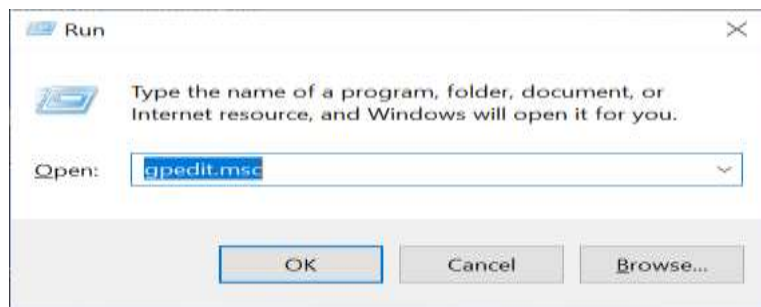 Run
Type the name of a program, folder, document, or
Internet resource, and Windows will open it for you.
Open: gpedit.msc
OK Cancel Browse...